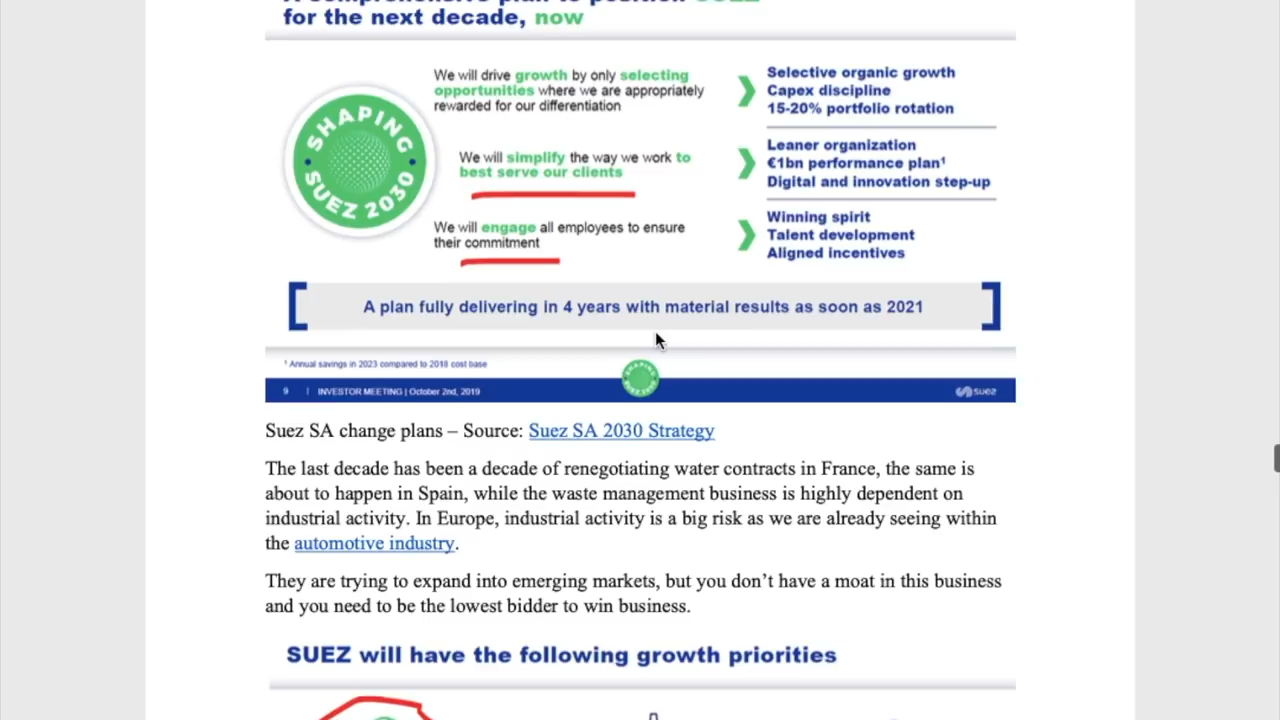 A comprehensive plan to position SUEZ
for the next decade, now
SHAPING
SUEZ 2030
We will drive growth by only selecting
opportunities where we are appropriately
rewarded for our differentiation
Selective organic growth
Capex discipline
15-20% portfolio rotation
We will simplify the way we work to
best serve our clients
Leaner organization
€1bn performance plan¹
Digital and innovation step-up
We will engage all employees to ensure
their commitment
Winning spirit
Talent development
Aligned incentives
A plan fully delivering in 4 years with material results as soon as 2021
¹ Annual savings in 2023 compared to 2018 cost base
9 | INVESTOR MEETING | October 2nd, 2019
SHAPING
SUEZ 2030
suez
Suez SA change plans – Source: Suez SA 2030 Strategy
The last decade has been a decade of renegotiating water contracts in France, the same is
about to happen in Spain, while the waste management business is highly dependent on
industrial activity. In Europe, industrial activity is a big risk as we are already seeing within
the automotive industry.
They are trying to expand into emerging markets, but you don’t have a moat in this business
and you need to be the lowest bidder to win business.
SUEZ will have the following growth priorities